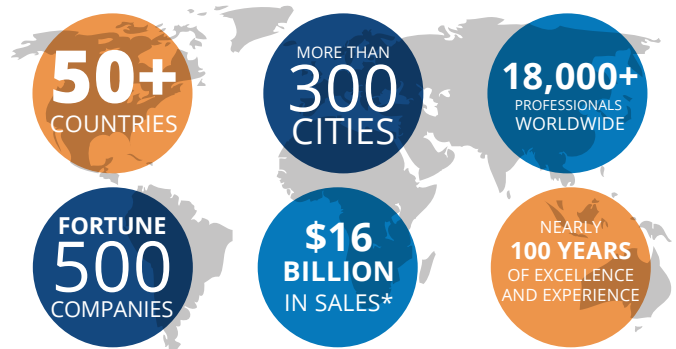 50+
COUNTRIES
MORE THAN
300
CITIES
18,000+
PROFESSIONALS
WORLDWIDE
FORTUNE
500
COMPANIES
$16
BILLION
IN SALES*
NEARLY
100 YEARS
OF EXCELLENCE
AND EXPERIENCE